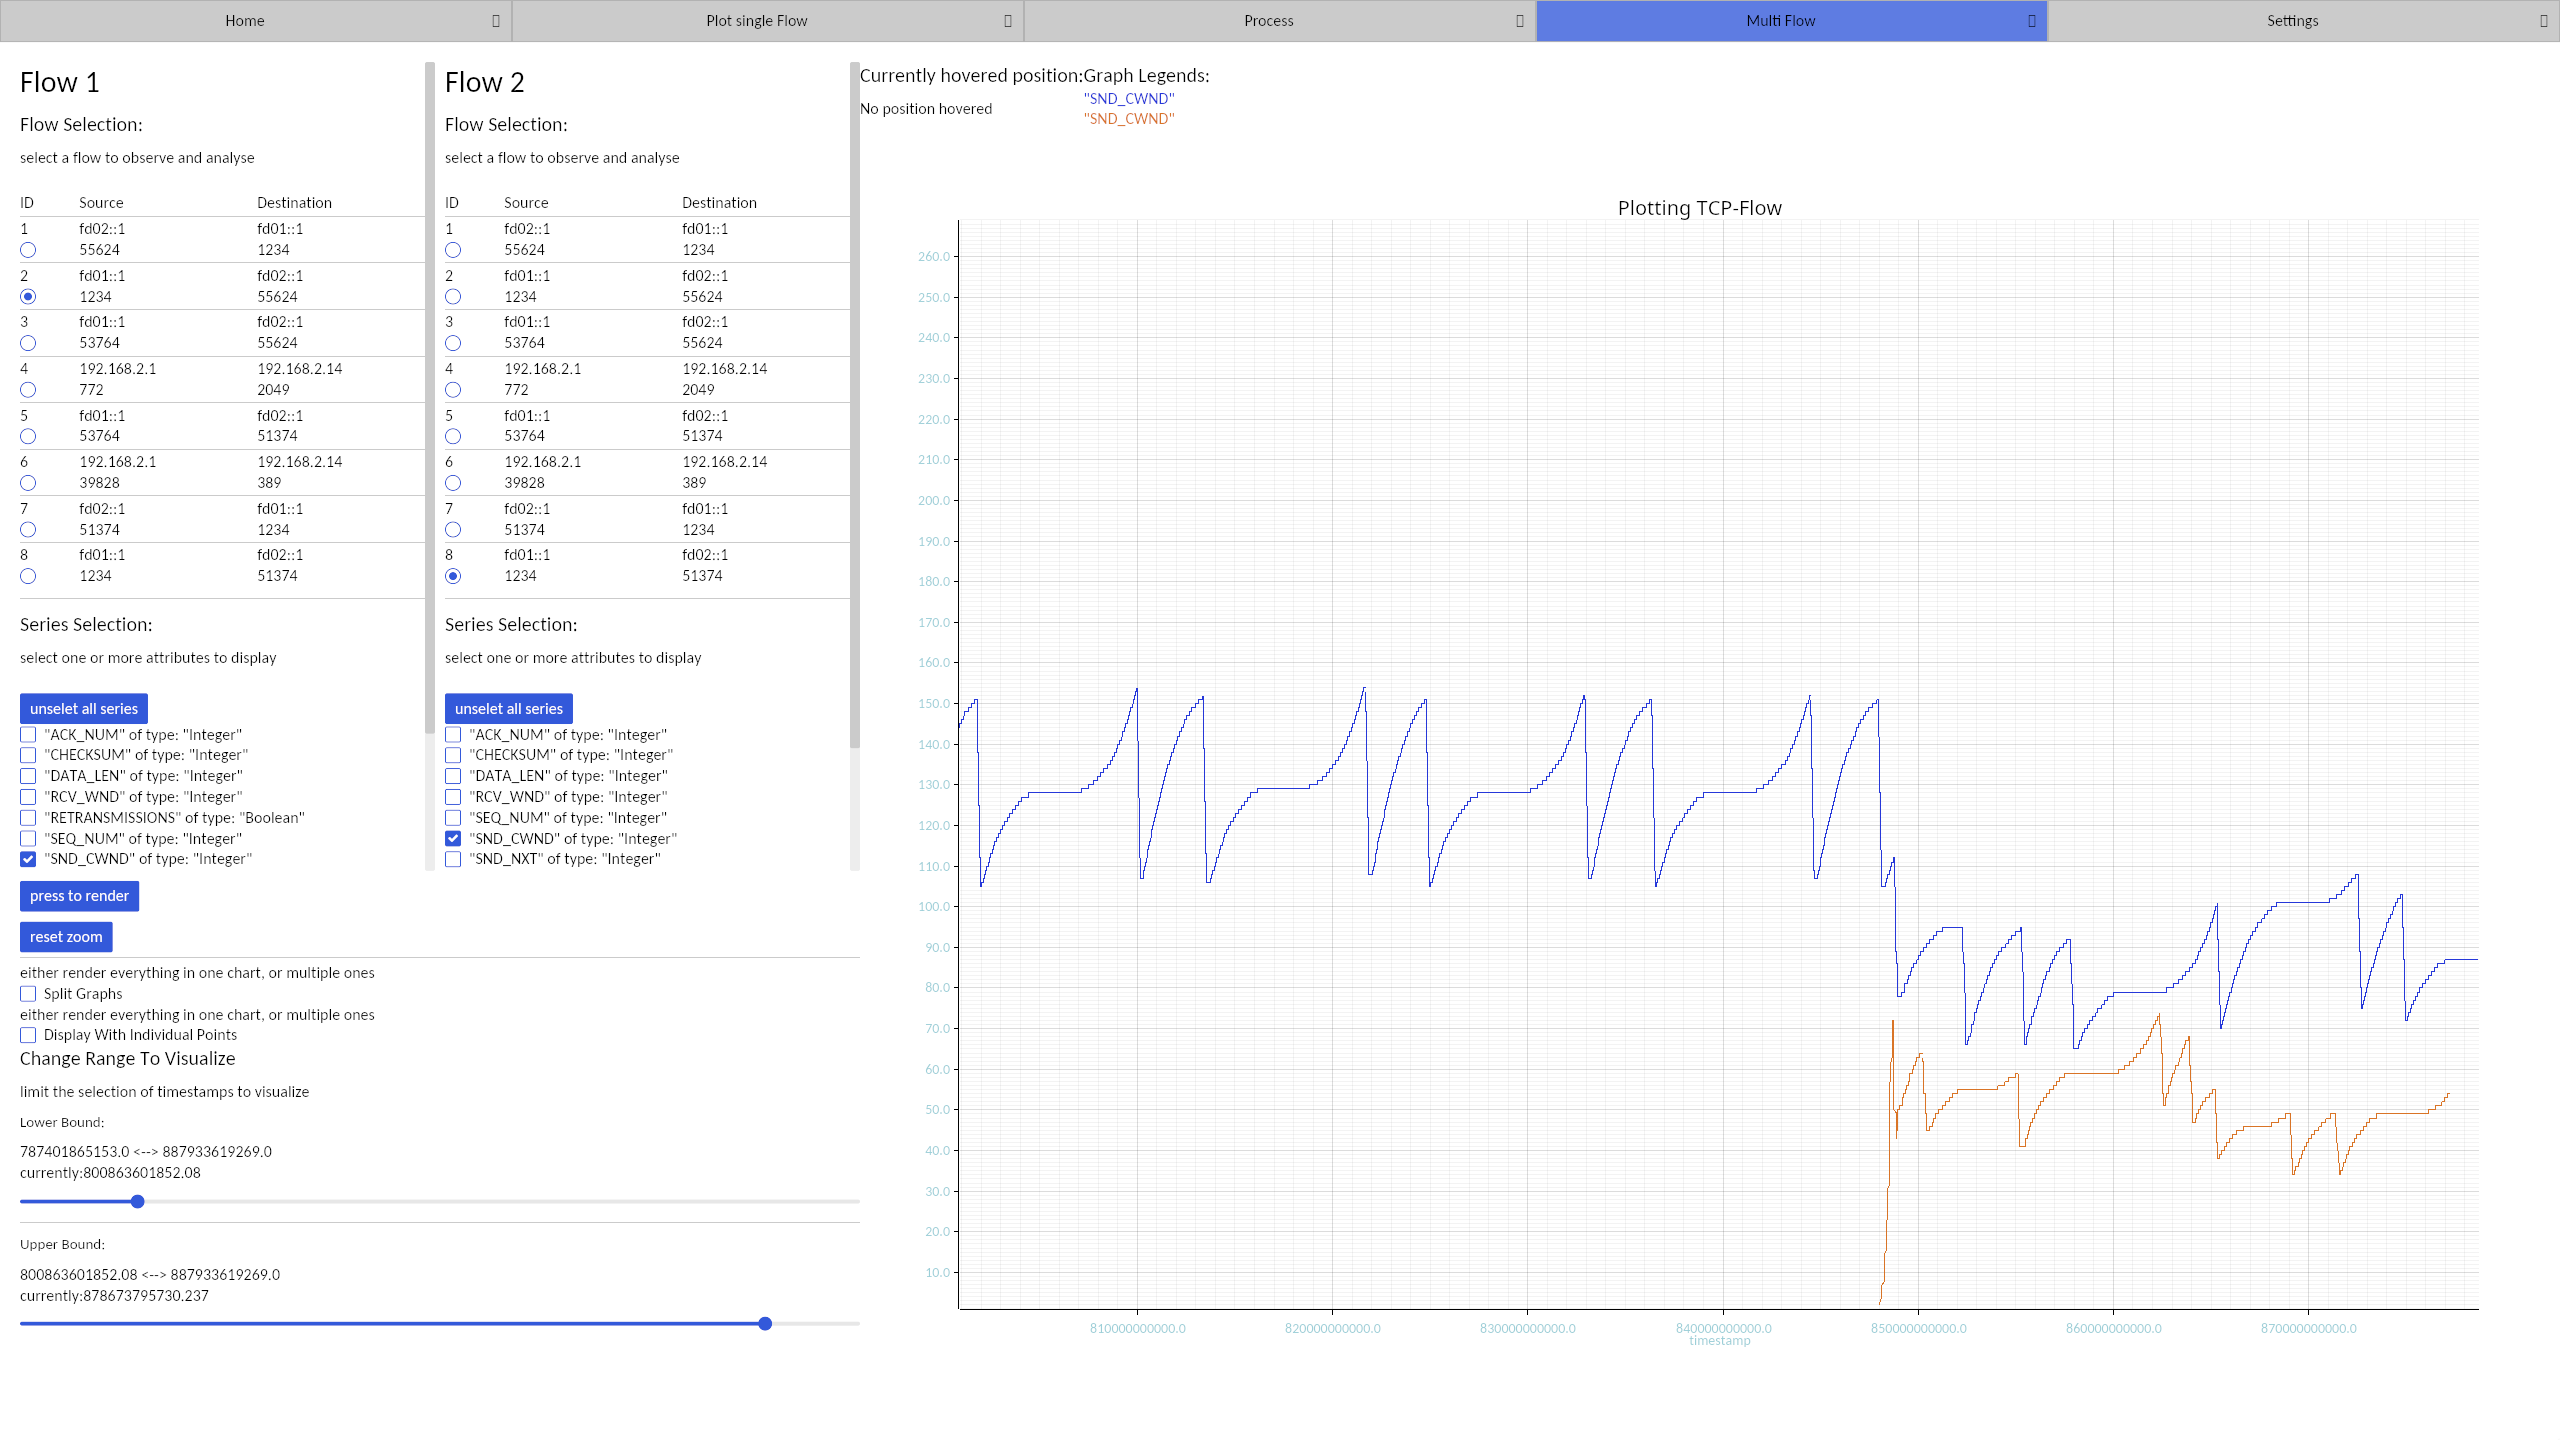 Home
Plot single Flow
Process
Multi Flow
Settings
Flow 1
Flow Selection:
select a flow to observe and analyse
ID Source Destination
1 fd02::1 fd01::1
55624 1234
2 fd01::1 fd02::1
1234 55624
3 fd01::1 fd02::1
53764 55624
4 192.168.2.1 192.168.2.14
772 2049
5 fd01::1 fd02::1
53764 51374
6 192.168.2.1 192.168.2.14
39828 389
7 fd02::1 fd01::1
51374 1234
8 fd01::1 fd02::1
1234 51374
Series Selection:
select one or more attributes to display
unselet all series
"ACK_NUM" of type: "Integer"
"CHECKSUM" of type: "Integer"
"DATA_LEN" of type: "Integer"
"RCV_WND" of type: "Integer"
"RETRANSMISSIONS" of type: "Boolean"
"SEQ_NUM" of type: "Integer"
"SND_CWND" of type: "Integer"
Flow 2
Flow Selection:
select a flow to observe and analyse
ID Source Destination
1 fd02::1 fd01::1
55624 1234
2 fd01::1 fd02::1
1234 55624
3 fd01::1 fd02::1
53764 55624
4 192.168.2.1 192.168.2.14
772 2049
5 fd01::1 fd02::1
53764 51374
6 192.168.2.1 192.168.2.14
39828 389
7 fd02::1 fd01::1
51374 1234
8 fd01::1 fd02::1
1234 51374
Series Selection:
select one or more attributes to display
unselet all series
"ACK_NUM" of type: "Integer"
"CHECKSUM" of type: "Integer"
"DATA_LEN" of type: "Integer"
"RCV_WND" of type: "Integer"
"SEQ_NUM" of type: "Integer"
"SND_CWND" of type: "Integer"
"SND_NXT" of type: "Integer"
press to render
reset zoom
either render everything in one chart, or multiple ones
Split Graphs
either render everything in one chart, or multiple ones
Display With Individual Points
Change Range To Visualize
limit the selection of timestamps to visualize
Lower Bound:
787401865153.0 <--> 887933619269.0
currently:800863601852.08
Upper Bound:
800863601852.08 <--> 887933619269.0
currently:878673795730.237
Currently hovered position:
No position hovered
Graph Legends:
"SND_CWND"
"SND_CWND"
Plotting TCP-Flow
260.0
250.0
240.0
230.0
220.0
210.0
200.0
190.0
180.0
170.0
160.0
150.0
140.0
130.0
120.0
110.0
100.0
90.0
80.0
70.0
60.0
50.0
40.0
30.0
20.0
10.0
810000000000.0 820000000000.0 830000000000.0 840000000000.0 850000000000.0 860000000000.0 870000000000.0
timestamp